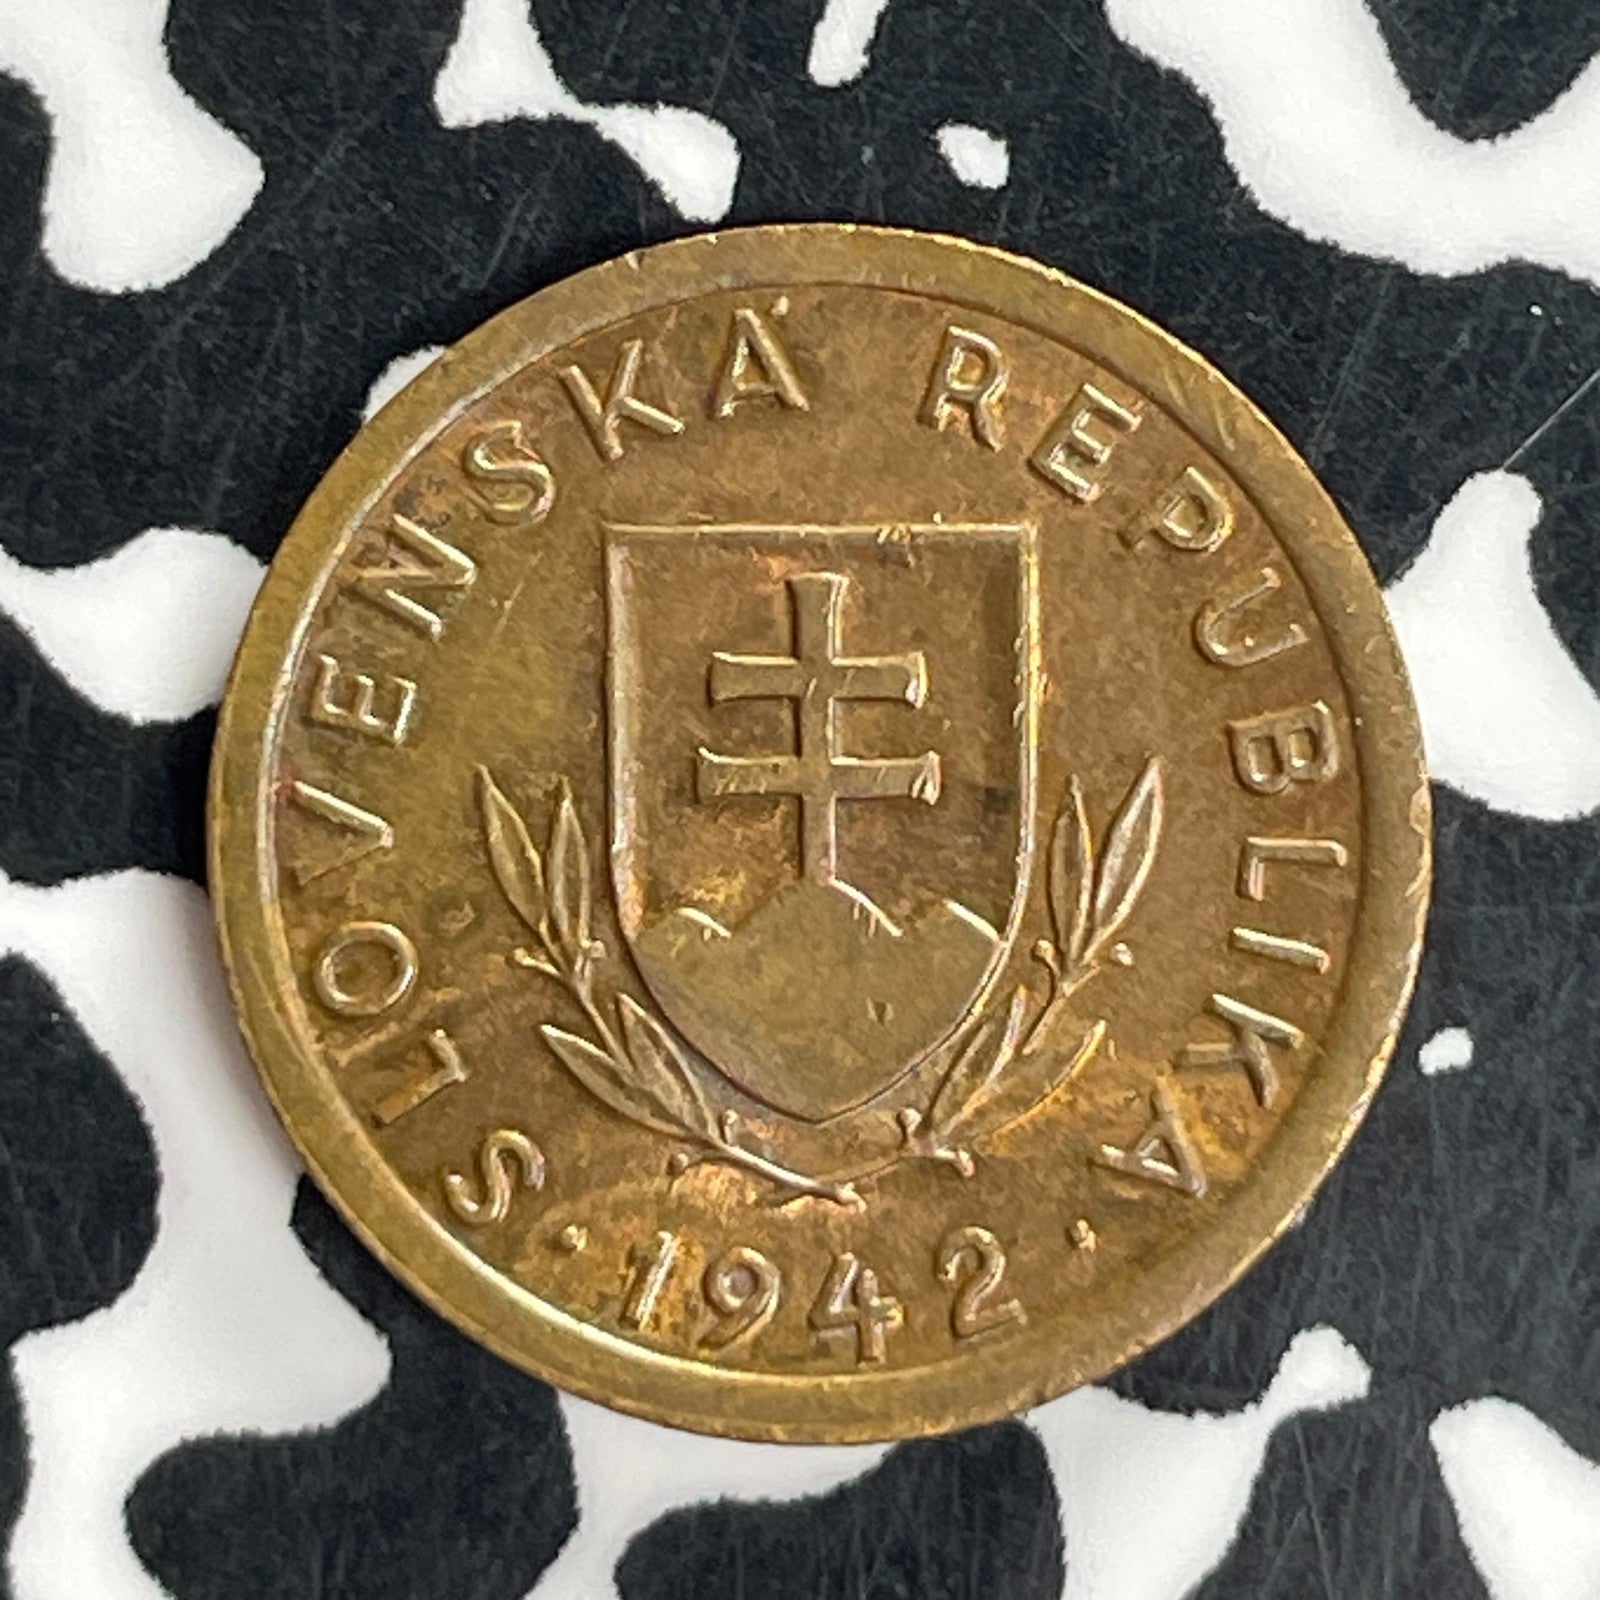 SLOVENSKÁ REPUBLIKA
· 1942 ·